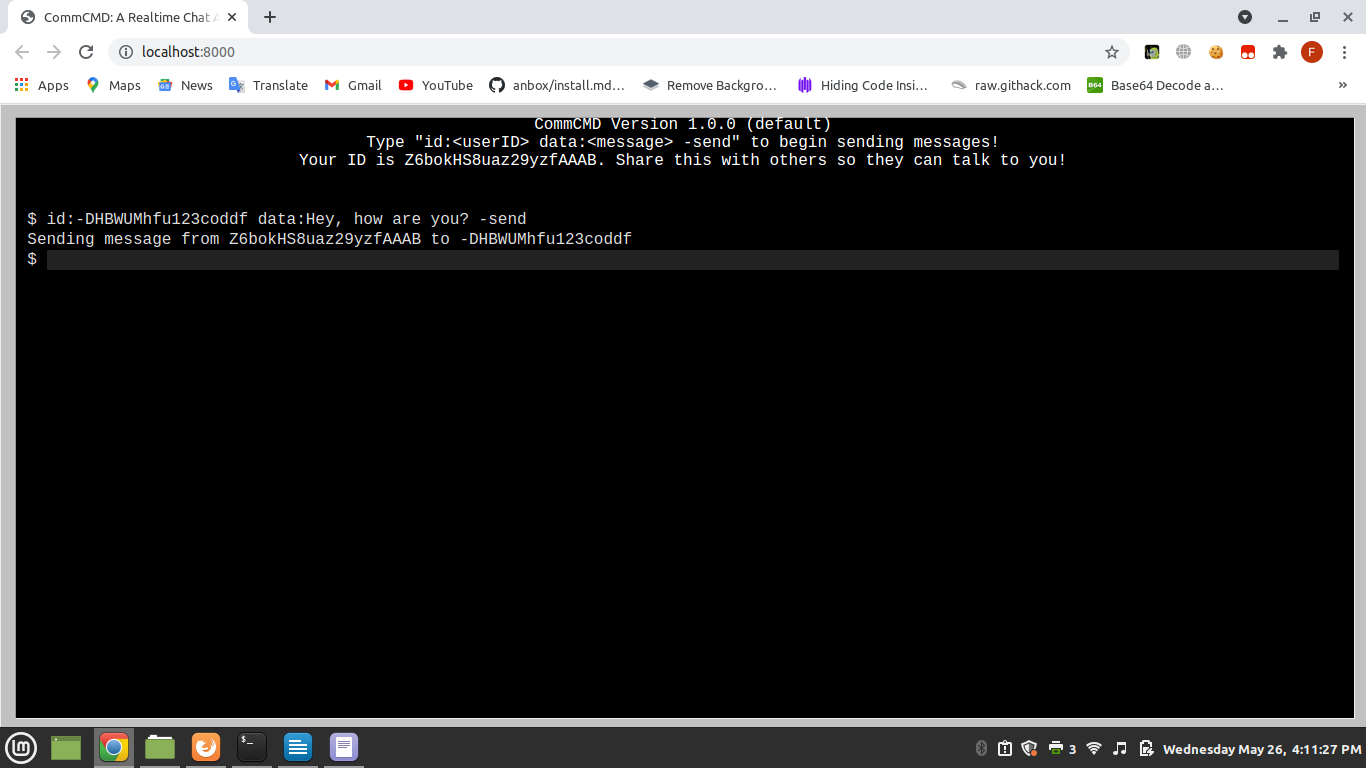 CommCMD: A Realtime Chat A
localhost:8000
F
Apps Maps News Translate Gmail YouTube anbox/install.md… Remove Backgro… Hiding Code Insi… raw.githack.com B64 Base64 Decode a… »
CommCMD Version 1.0.0 (default)
Type "id:<userID> data:<message> -send" to begin sending messages!
Your ID is Z6bokHS8uaz29yzfAAAB. Share this with others so they can talk to you!
$ id:-DHBWUMhfu123coddf data:Hey, how are you? -send
Sending message from Z6bokHS8uaz29yzfAAAB to -DHBWUMhfu123coddf
$
$_ 3 Wednesday May 26, 4:11:27 PM